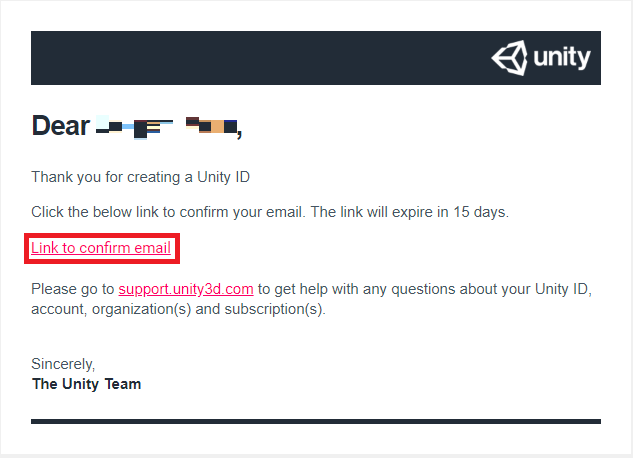 unity
Dear ,
Thank you for creating a Unity ID
Click the below link to confirm your email. The link will expire in 15 days.
Link to confirm email
Please go to support.unity3d.com to get help with any questions about your Unity ID,
account, organization(s) and subscription(s).
Sincerely,
The Unity Team